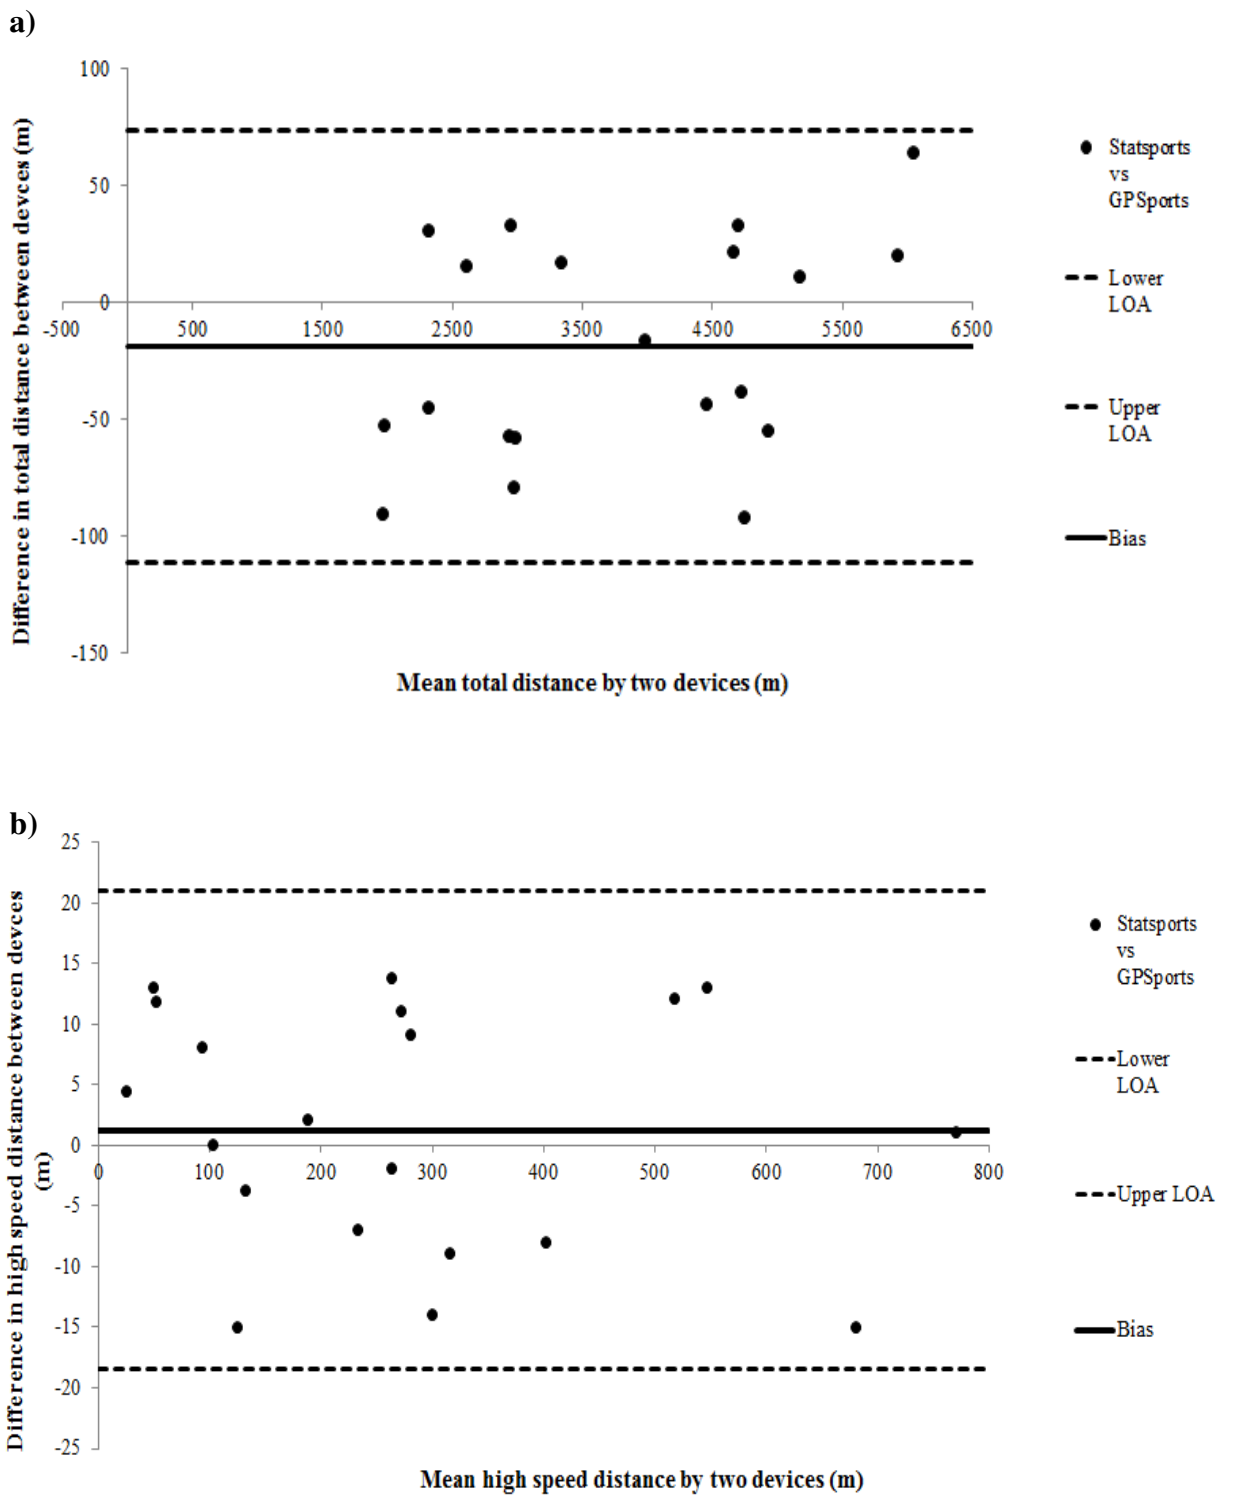 a)
Difference in total distance between devces (m)
100
50
0
-50
-100
-150
-500
500
1500
2500
3500
4500
5500
6500
Mean total distance by two devices (m)
Statsports
vs
GPSports
Lower
LOA
Upper
LOA
Bias
b)
Difference in high speed distance between devces
(m)
25
20
15
10
5
0
-5
-10
-15
-20
-25
0
100
200
300
400
500
600
700
800
Mean high speed distance by two devices (m)
Statsports
vs
GPSports
Lower
LOA
Upper LOA
Bias